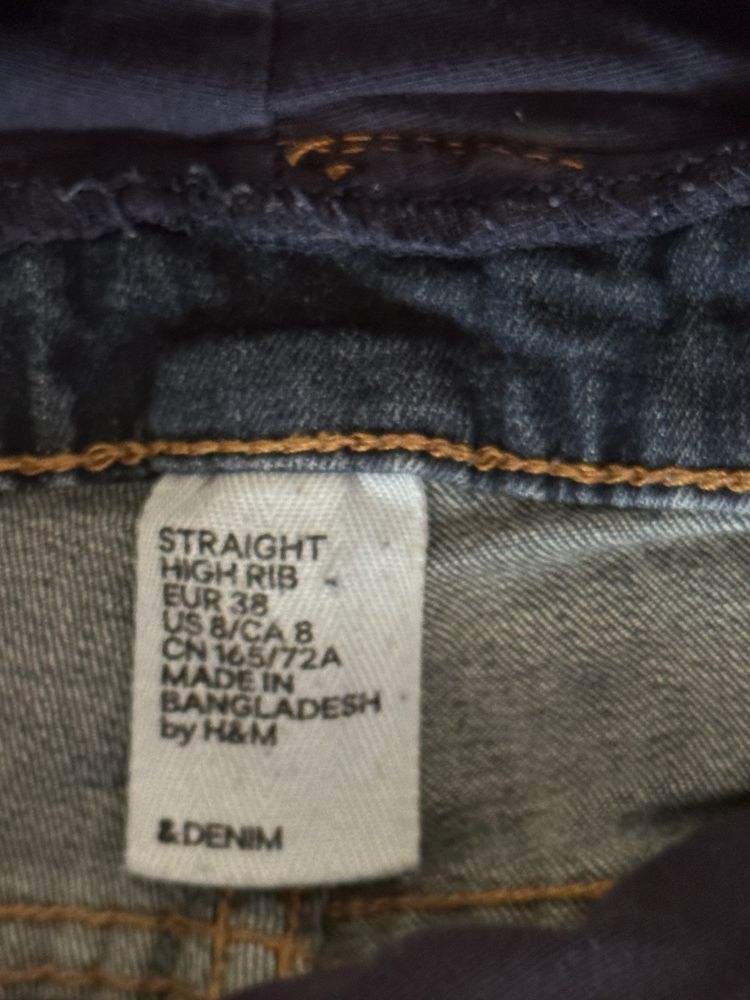 STRAIGHT
HIGH RIB
EUR 38
US 8/CA 8
CN 165/72A
MADE IN
BANGLADESH
by H&M
&DENIM